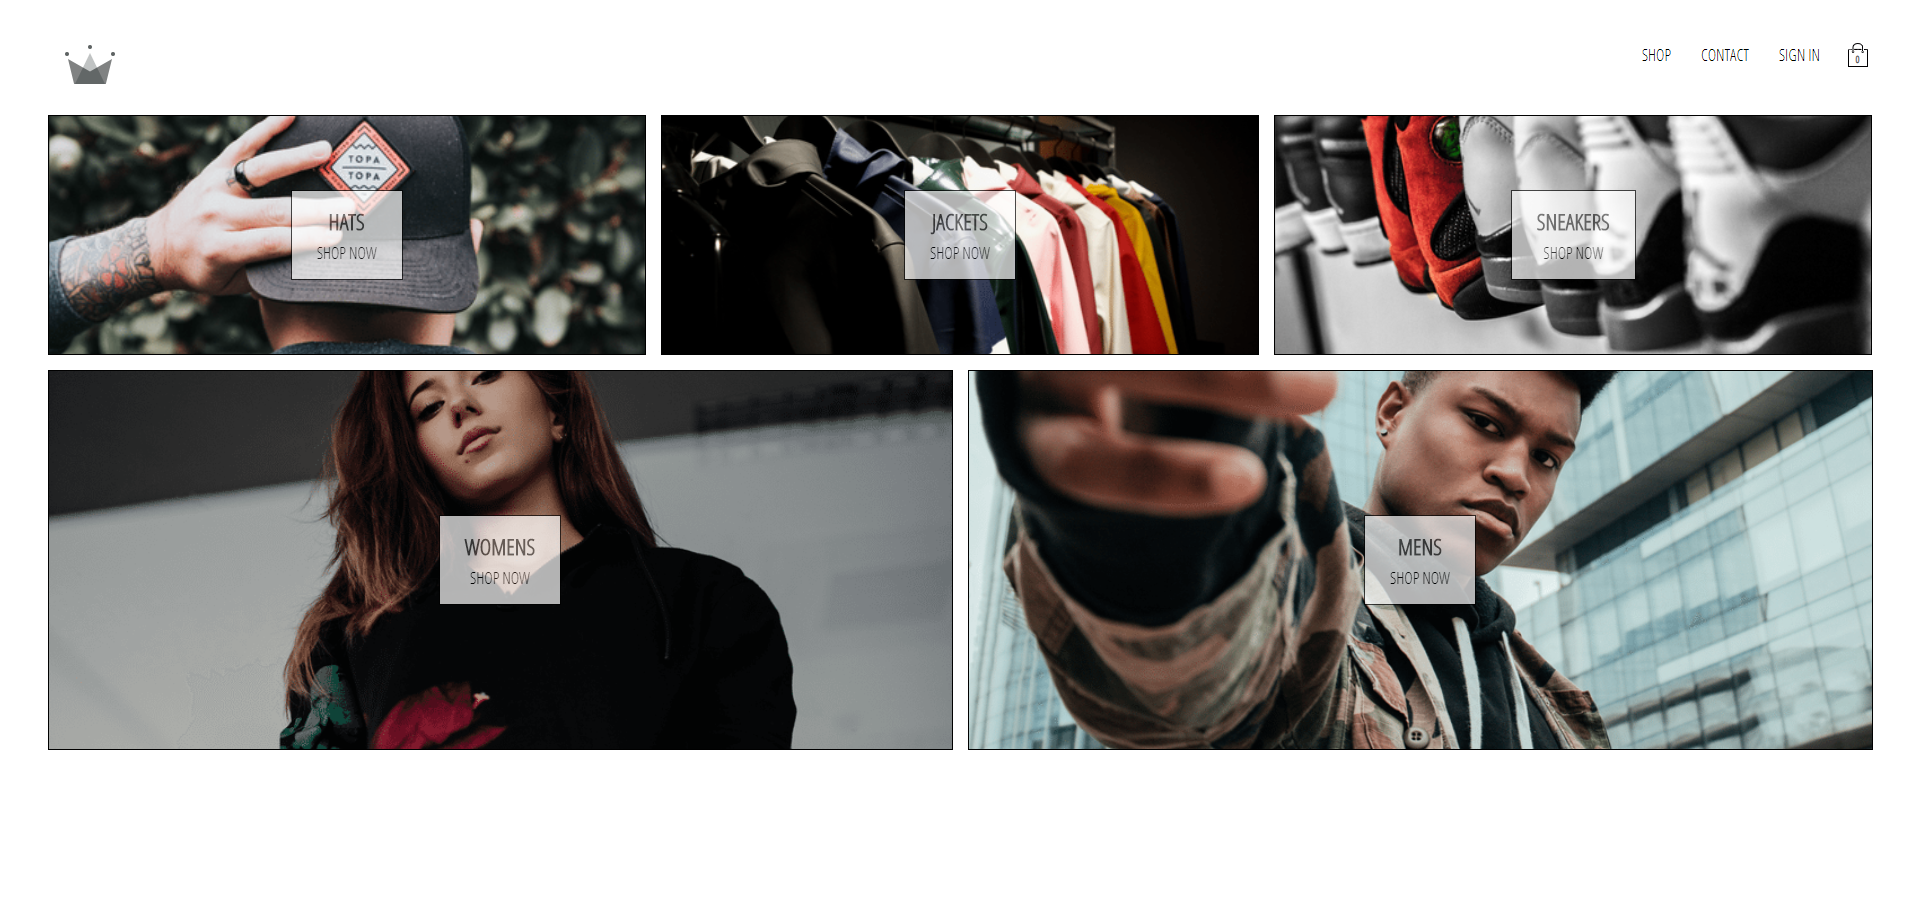 SHOP
CONTACT
SIGN IN
0
TOPA
TOPA
HATS
SHOP NOW
JACKETS
SHOP NOW
SNEAKERS
SHOP NOW
WOMENS
SHOP NOW
MENS
SHOP NOW